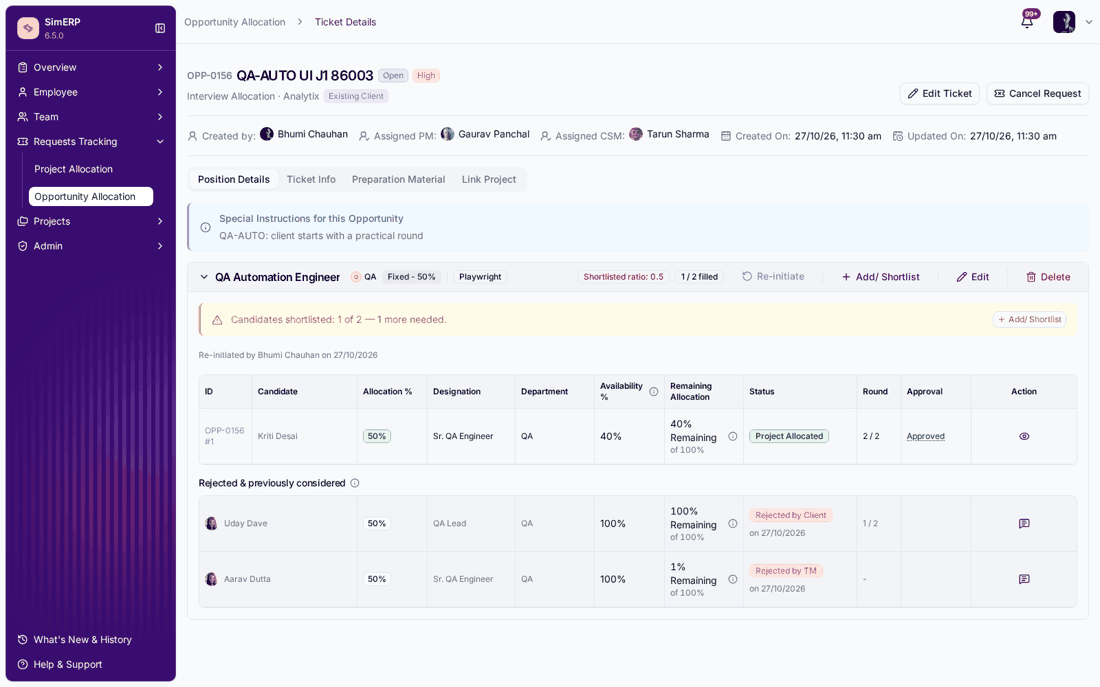 SimERP
6.5.0
Overview
Employee
Team
Requests Tracking
Project Allocation
Opportunity Allocation
Projects
Admin
What's New & History
Help & Support
Opportunity Allocation > Ticket Details
99+
OPP-0156 QA-AUTO UI J1 86003 Open High
Interview Allocation · Analytix Existing Client
Edit Ticket Cancel Request
Created by: Bhumi Chauhan Assigned PM: Gaurav Panchal Assigned CSM: Tarun Sharma Created On: 27/10/26, 11:30 am Updated On: 27/10/26, 11:30 am
Position Details Ticket Info Preparation Material Link Project
Special Instructions for this Opportunity
QA-AUTO: client starts with a practical round
QA Automation Engineer Q QA Fixed - 50% Playwright Shortlisted ratio: 0.5 1 / 2 filled Re-initiate + Add/ Shortlist Edit Delete
Candidates shortlisted: 1 of 2 — 1 more needed. + Add/ Shortlist
Re-initiated by Bhumi Chauhan on 27/10/2026
ID Candidate Allocation % Designation Department Availability % Remaining Allocation Status Round Approval Action
OPP-0156 #1 Kriti Desai 50% Sr. QA Engineer QA 40% 40% Remaining of 100% Project Allocated 2 / 2 Approved
Rejected & previously considered
Uday Dave 50% QA Lead QA 100% 100% Remaining of 100% Rejected by Client on 27/10/2026 1 / 2
Aarav Dutta 50% Sr. QA Engineer QA 100% 1% Remaining of 100% Rejected by TM on 27/10/2026 -